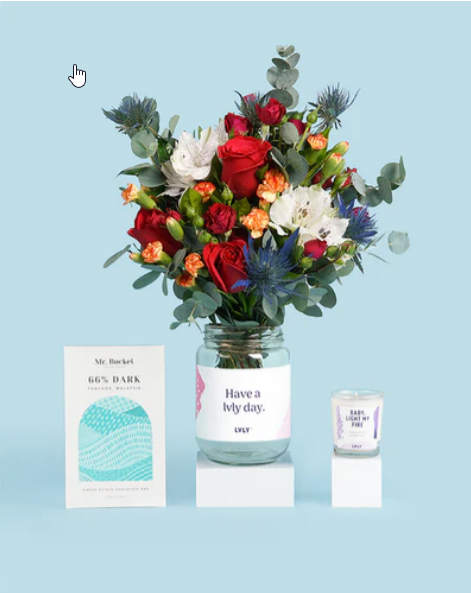 Mr. Bucket
66% DARK
Have a
lvly day.
LVLY
BABY,
LIGHT MY
FIRE